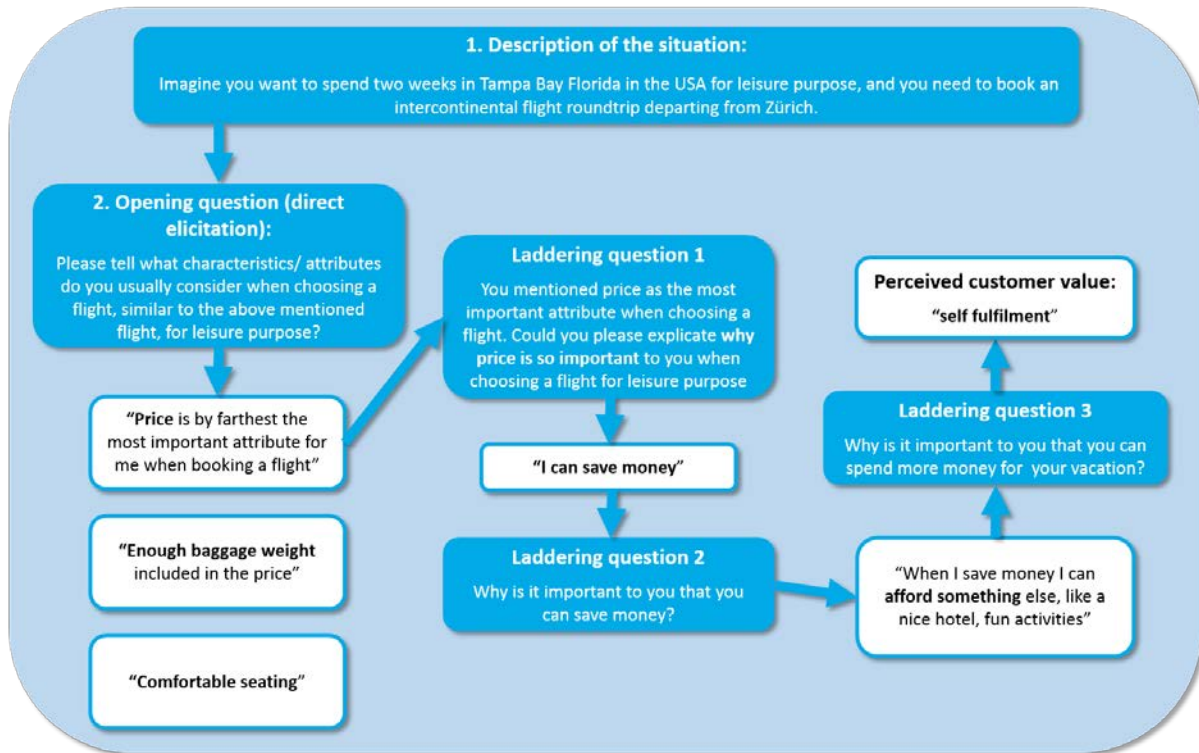 1. Description of the situation:
Imagine you want to spend two weeks in Tampa Bay Florida in the USA for leisure purpose, and you need to book an
intercontinental flight roundtrip departing from Zürich.
2. Opening question (direct
elicitation):
Please tell what characteristics/ attributes
do you usually consider when choosing a
flight, similar to the above mentioned
flight, for leisure purpose?
“Price is by farthest the
most important attribute for
me when booking a flight”
“Enough baggage weight
included in the price”
“Comfortable seating”
Laddering question 1
You mentioned price as the most
important attribute when choosing a
flight. Could you please explicate why
price is so important to you when
choosing a flight for leisure purpose
“I can save money”
Laddering question 2
Why is it important to you that you
can save money?
“When I save money I can
afford something else, like a
nice hotel, fun activities”
Laddering question 3
Why is it important to you that you can
spend more money for your vacation?
Perceived customer value:
“self fulfilment”